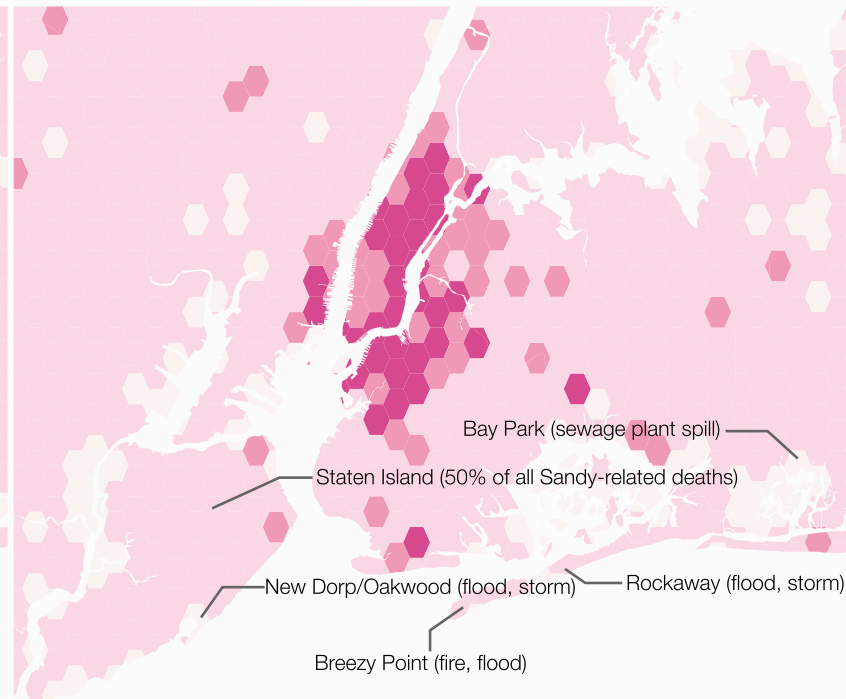 Bay Park (sewage plant spill)
Staten Island (50% of all Sandy-related deaths)
New Dorp/Oakwood (flood, storm)
Rockaway (flood, storm)
Breezy Point (fire, flood)